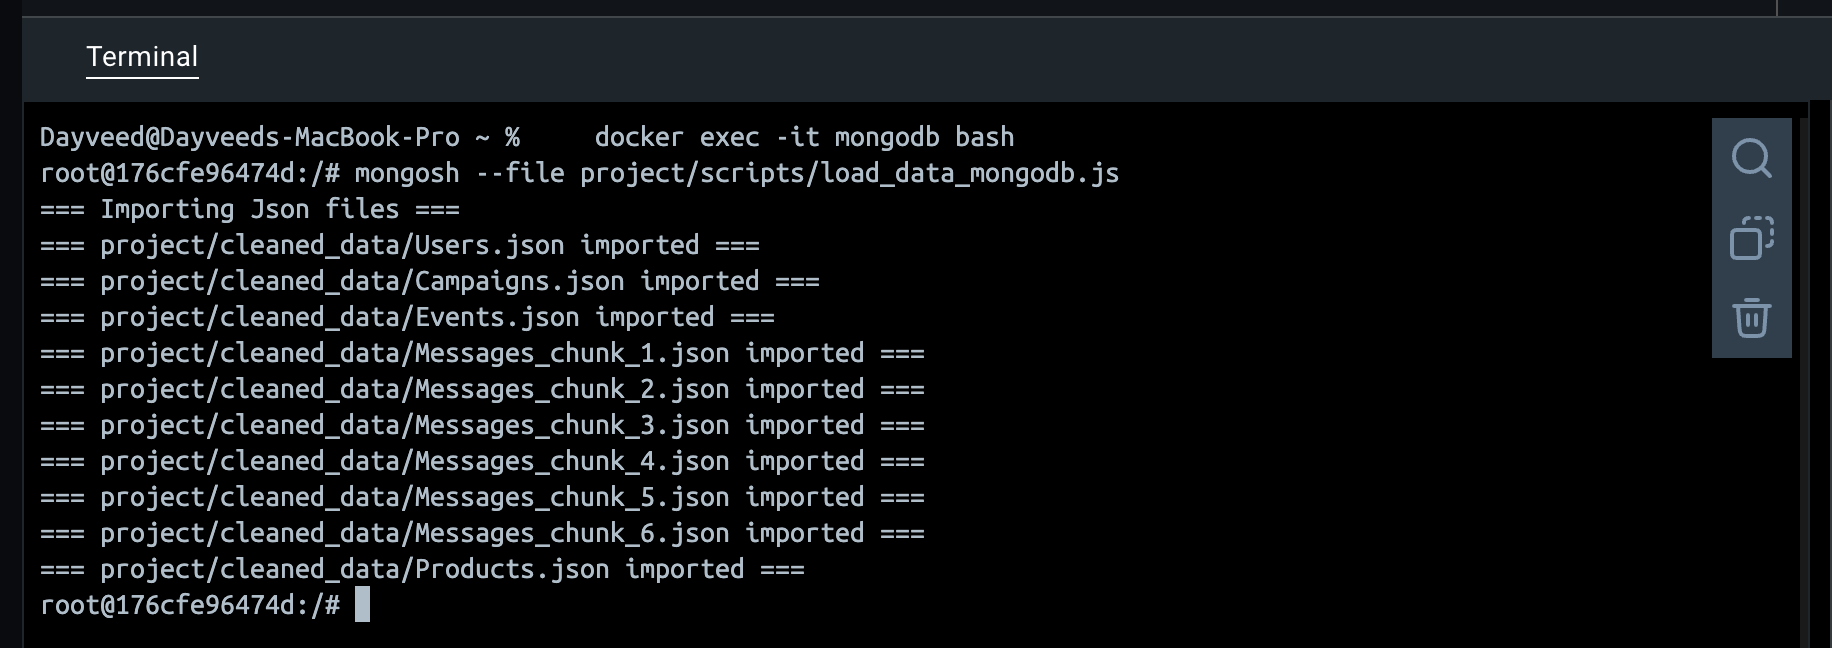 Terminal
Dayveed@Dayveeds-MacBook-Pro ~ %     docker exec -it mongodb bash
root@176cfe96474d:/# mongosh --file project/scripts/load_data_mongodb.js
=== Importing Json files ===
=== project/cleaned_data/Users.json imported ===
=== project/cleaned_data/Campaigns.json imported ===
=== project/cleaned_data/Events.json imported ===
=== project/cleaned_data/Messages_chunk_1.json imported ===
=== project/cleaned_data/Messages_chunk_2.json imported ===
=== project/cleaned_data/Messages_chunk_3.json imported ===
=== project/cleaned_data/Messages_chunk_4.json imported ===
=== project/cleaned_data/Messages_chunk_5.json imported ===
=== project/cleaned_data/Messages_chunk_6.json imported ===
=== project/cleaned_data/Products.json imported ===
root@176cfe96474d:/#